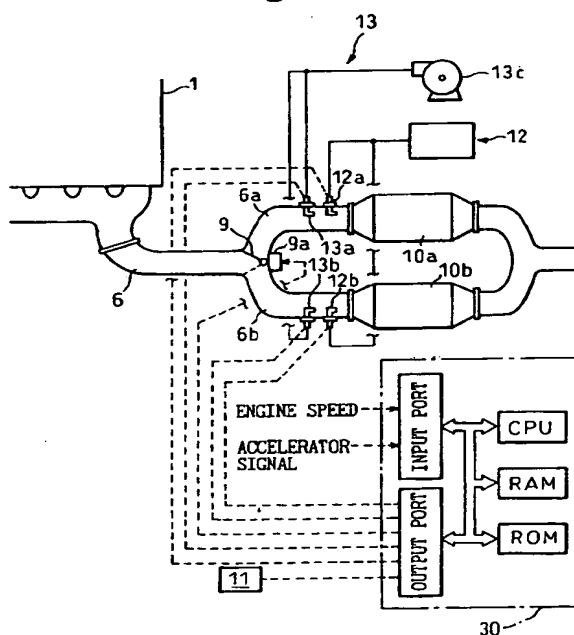 13
1
13c
12
12a
6a
9
9a
13a
13b
12b
10a
10b
6
6b
ENGINE SPEED
ACCELERATOR
SIGNAL
INPUT PORT
CPU
RAM
OUTPUT PORT
ROM
11
30